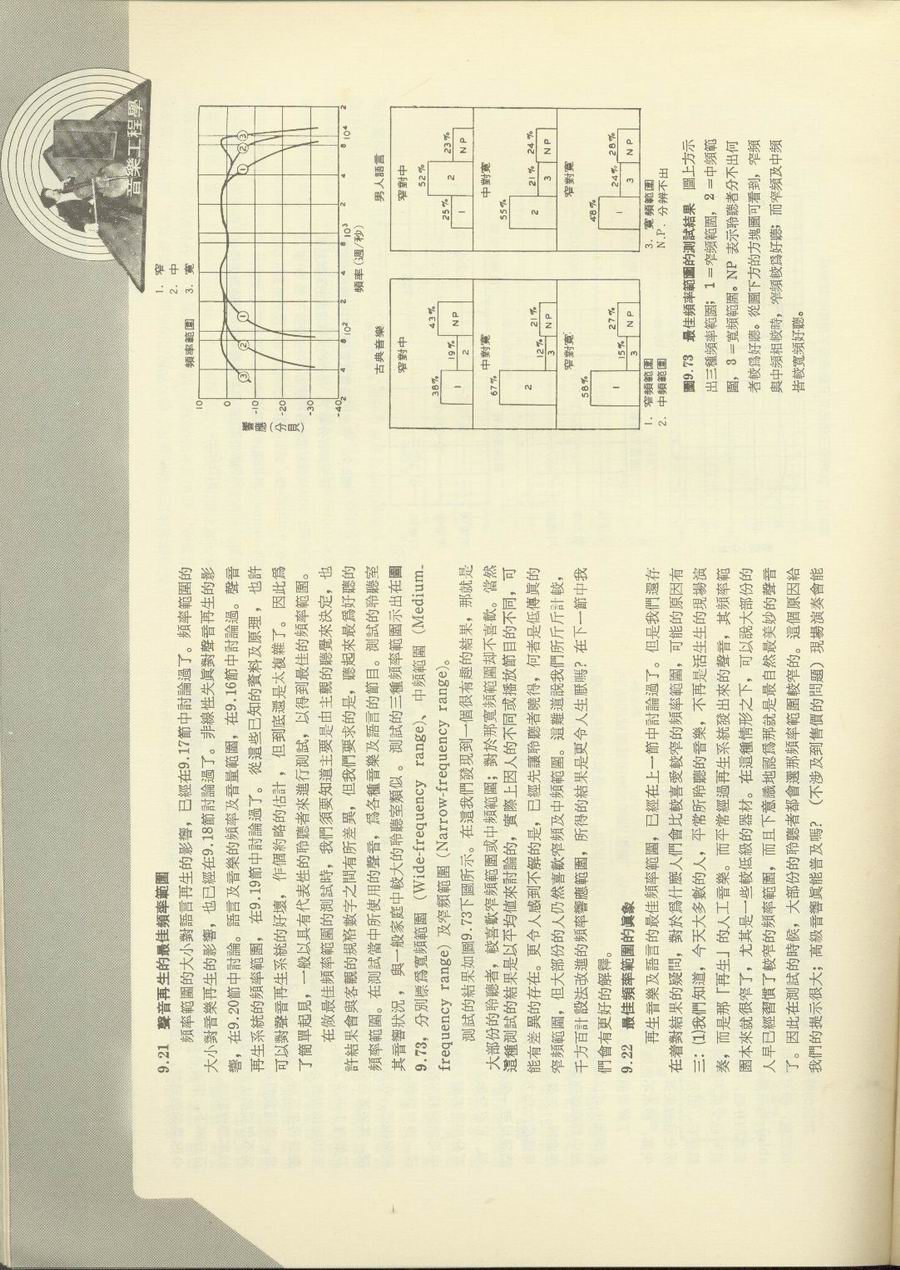 音樂工程學
9.21 聲音再生的最佳頻率範圍
頻率範圍的大小對語言再生的影響，已經在9.17節中討論過了。頻率範圍的
大小對音樂再生的影響，也已經在9.18節討論過了。非線性失眞對聲音再生的影
響，在9.20節中討論。語言及音樂的頻率及音量範圍，在9.16節中討論過。聲音
再生系統的頻率範圍，在9.19節中討論過了。從這些已知的資料及原理，也許
可以對聲音再生系統的好壞，作個約略的估計，但到底還是太複雜了。因此爲
了簡單起見，一般以具有代表性的聆聽者來進行測試，以得到最佳的頻率範圍。
在做最佳頻率範圍的測試時，我們須要知道主要是由主觀的聽覺來決定，也
許結果會與客觀的規格數字之間有所差異，但我們要求的是，聽起來最爲好聽的
頻率範圍。在測試當中所使用的聲音，爲各種音樂及語言的節目。測試的聆聽室
其音響狀況，與一般家庭中較大的聆聽室類似。測試的三種頻率範圍示出在圖
9.73，分別標爲寬頻範圍（Wide-frequency range)、中頻範圍（Medium-
frequency range）及窄頻範圍（Narrow-frequency range)。
測試的結果如圖9.73下圖所示。在這我們發現到一個很有趣的結果，那就是
大部份的聆聽者，較喜歡窄頻範圍或中頻範圍；對於那寬頻範圍却不喜歡。當然
這種測試的結果是以平均值來討論的，實際上因人的不同或播放節目的不同，可
能有差異的存在。更令人感到不解的是，已經先讓聆聽者曉得，何者是低傳眞的
窄頻範圍，但大部份的人仍然喜歡窄頻及中頻範圍。這難道說我們所斤斤計較，
千方百計設法改進的頻率響應範圍，所得的結果是更令人生厭嗎？在下一節中我
們會有更好的解釋。
9.22 最佳頻率範圍的眞象
再生音樂及語言的最佳頻率範圍，已經在上一節中討論過了。但是我們還存
在着對結果的疑問，對於爲什麼人們會比較喜愛較窄的頻率範圍，可能的原因有
三：(1)我們知道，今天大多數的人，平常所聆聽的音樂，不再是活生生的現場演
奏，而是那「再生」的人工音樂，而平常經過再生系統發出來的聲音，其頻率範
圍本來就很窄了，尤其是一些較低級的器材。在這種情形之下，可以說大部份的
人早已經習慣了較窄的頻率範圍，而且下意識地認爲那就是最自然最美妙的聲音
了。因此在測試的時候，大部份的聆聽者都會選那頻率範圍較窄的。這個原因給
我們的提示很大；高級音響眞能普及嗎？（不涉及到售價的問題）現場演奏會能
頻率範圍
1. 窄
2. 中
3. 寬
響應(分貝)
10
0
-10
-20
-30
-40
2 4 8 10² 2 4 8 10³ 2 4 8 10⁴ 2
① ② ③ ① ② ③
頻率(週/秒)
古典音樂
窄對中
38% 19% 43%
1 2 NP
中對寬
67% 12% 21%
2 3 NP
窄對寬
58% 15% 27%
1 3 NP
男人語言
窄對中
25% 52% 23%
1 2 NP
中對寬
55% 21% 24%
2 3 NP
窄對寬
48% 24% 28%
1 3 NP
1. 窄頻範圍
2. 中頻範圍
3. 寬頻範圍
N.P. 分辨不出
圖9.73 最佳頻率範圍的測試結果 圖上方示
出三種頻率範圍；1＝窄頻範圍，2＝中頻範
圍，3＝寬頻範圍。NP 表示聆聽者分不出何
者較爲好聽。從圖下方的方塊圖可看到，窄頻
與中頻相較時，窄頻較爲好聽；而窄頻及中頻
皆較寬頻好聽。